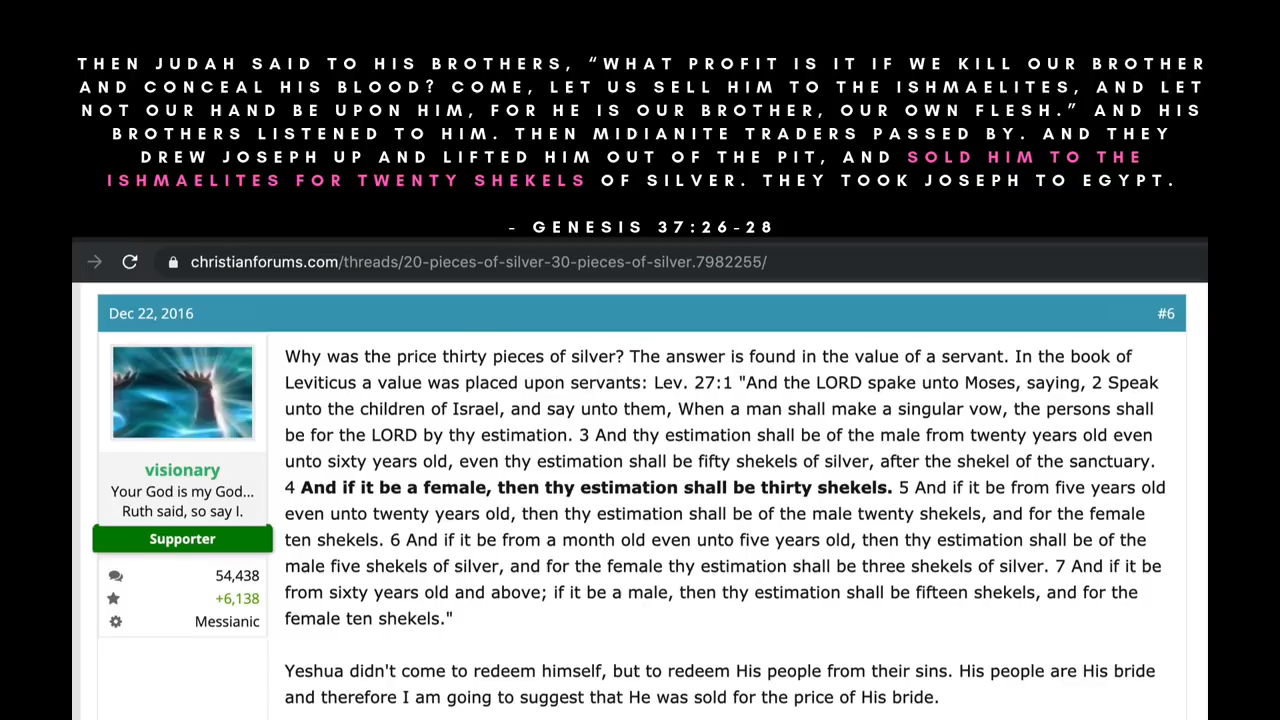 THEN JUDAH SAID TO HIS BROTHERS, “WHAT PROFIT IS IT IF WE KILL OUR BROTHER
AND CONCEAL HIS BLOOD? COME, LET US SELL HIM TO THE ISHMAELITES, AND LET
NOT OUR HAND BE UPON HIM, FOR HE IS OUR BROTHER, OUR OWN FLESH.” AND HIS
BROTHERS LISTENED TO HIM. THEN MIDIANITE TRADERS PASSED BY. AND THEY
DREW JOSEPH UP AND LIFTED HIM OUT OF THE PIT, AND SOLD HIM TO THE
ISHMAELITES FOR TWENTY SHEKELS OF SILVER. THEY TOOK JOSEPH TO EGYPT.
- GENESIS 37:26-28
christianforums.com/threads/20-pieces-of-silver-30-pieces-of-silver.7982255/
Dec 22, 2016
#6
visionary
Your God is my God...
Ruth said, so say I.
Supporter
54,438
+6,138
Messianic
Why was the price thirty pieces of silver? The answer is found in the value of a servant. In the book of
Leviticus a value was placed upon servants: Lev. 27:1 "And the LORD spake unto Moses, saying, 2 Speak
unto the children of Israel, and say unto them, When a man shall make a singular vow, the persons shall
be for the LORD by thy estimation. 3 And thy estimation shall be of the male from twenty years old even
unto sixty years old, even thy estimation shall be fifty shekels of silver, after the shekel of the sanctuary.
4 And if it be a female, then thy estimation shall be thirty shekels. 5 And if it be from five years old
even unto twenty years old, then thy estimation shall be of the male twenty shekels, and for the female
ten shekels. 6 And if it be from a month old even unto five years old, then thy estimation shall be of the
male five shekels of silver, and for the female thy estimation shall be three shekels of silver. 7 And if it be
from sixty years old and above; if it be a male, then thy estimation shall be fifteen shekels, and for the
female ten shekels."
Yeshua didn't come to redeem himself, but to redeem His people from their sins. His people are His bride
and therefore I am going to suggest that He was sold for the price of His bride.